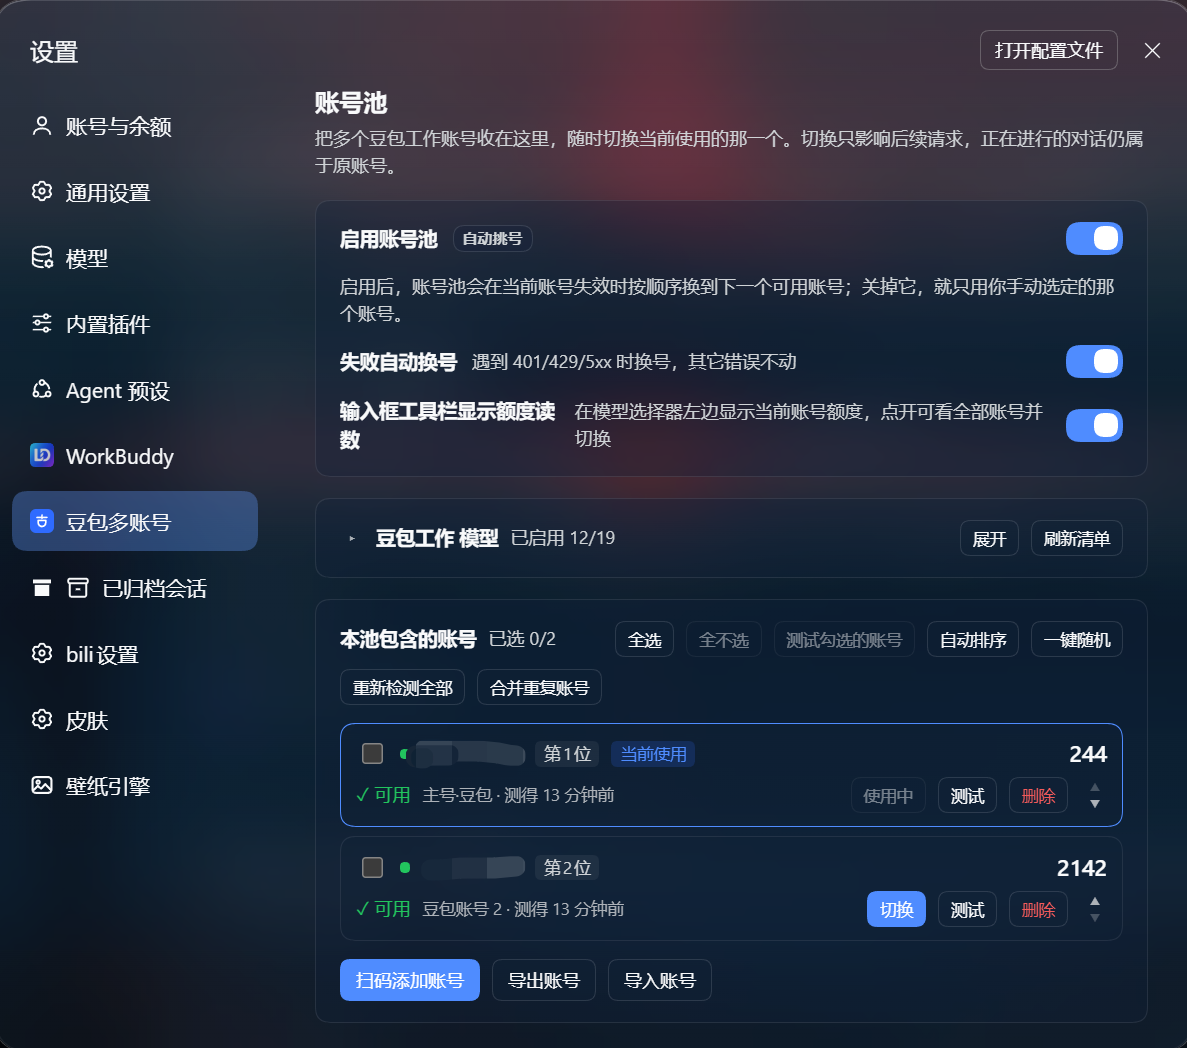 设置
打开配置文件
账号与余额
通用设置
模型
内置插件
Agent 预设
WorkBuddy
豆包多账号
已归档会话
bili设置
皮肤
壁纸引擎
账号池
把多个豆包工作账号收在这里，随时切换当前使用的那一个。切换只影响后续请求，正在进行的对话仍属
于原账号。
启用账号池 自动挑号
启用后，账号池会在当前账号失效时按顺序换到下一个可用账号；关掉它，就只用你手动选定的那
个账号。
失败自动换号 遇到 401/429/5xx 时换号，其它错误不动
输入框工具栏显示额度读
数
在模型选择器左边显示当前账号额度，点开可看全部账号并
切换
豆包工作 模型 已启用 12/19 展开 刷新清单
本池包含的账号 已选 0/2 全选 全不选 测试勾选的账号 自动排序 一键随机
重新检测全部 合并重复账号
第1位 当前使用 244
✓ 可用 主号·豆包 · 测得 13 分钟前 使用中 测试 删除
第2位 2142
✓ 可用 豆包账号 2 · 测得 13 分钟前 切换 测试 删除
扫码添加账号 导出账号 导入账号